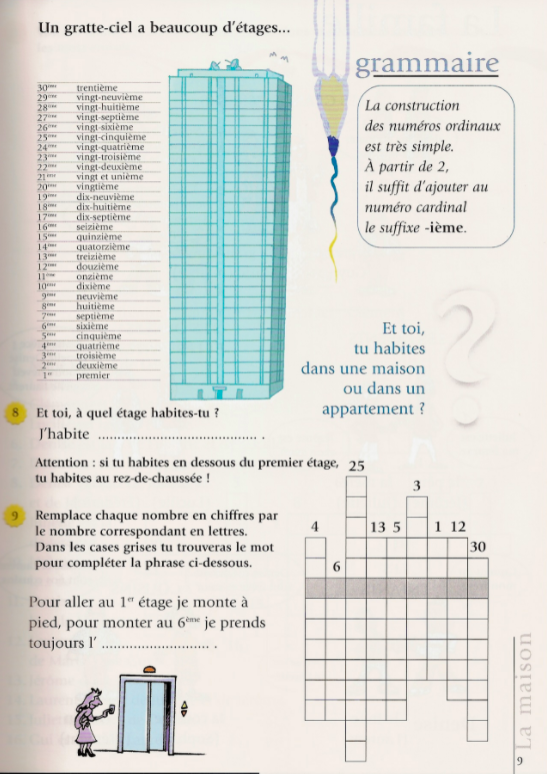 Un gratte-ciel a beaucoup d'étages...
30ème trentième
29ème vingt-neuvième
28ème vingt-huitième
27ème vingt-septième
26ème vingt-sixième
25ème vingt-cinquième
24ème vingt-quatrième
23ème vingt-troisième
22ème vingt-deuxième
21ème vingt et unième
20ème vingtième
19ème dix-neuvième
18ème dix-huitième
17ème dix-septième
16ème seizième
15ème quinzième
14ème quatorzième
13ème treizième
12ème douzième
11ème onzième
10ème dixième
9ème neuvième
8ème huitième
7ème septième
6ème sixième
5ème cinquième
4ème quatrième
3ème troisième
2ème deuxième
1er premier
grammaire
La construction
des numéros ordinaux
est très simple.
À partir de 2,
il suffit d'ajouter au
numéro cardinal
le suffixe -ième.
Et toi,
tu habites
dans une maison
ou dans un
appartement ?
?
8 Et toi, à quel étage habites-tu ?
J'habite ......................................... .
Attention : si tu habites en dessous du premier étage,
tu habites au rez-de-chaussée !
9 Remplace chaque nombre en chiffres par
le nombre correspondant en lettres.
Dans les cases grises tu trouveras le mot
pour compléter la phrase ci-dessous.
Pour aller au 1er étage je monte à
pied, pour monter au 6ème je prends
toujours l' ............................ .
25
3
4 13 5 1 12
30
6
La maison
9